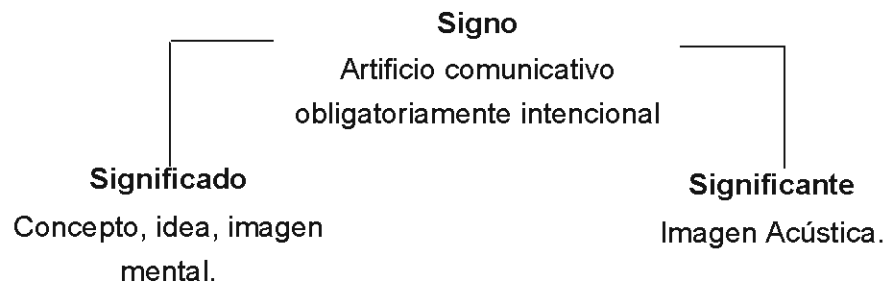 Signo
Artificio comunicativo
obligatoriamente intencional
Significado
Concepto, idea, imagen
mental.
Significante
Imagen Acústica.